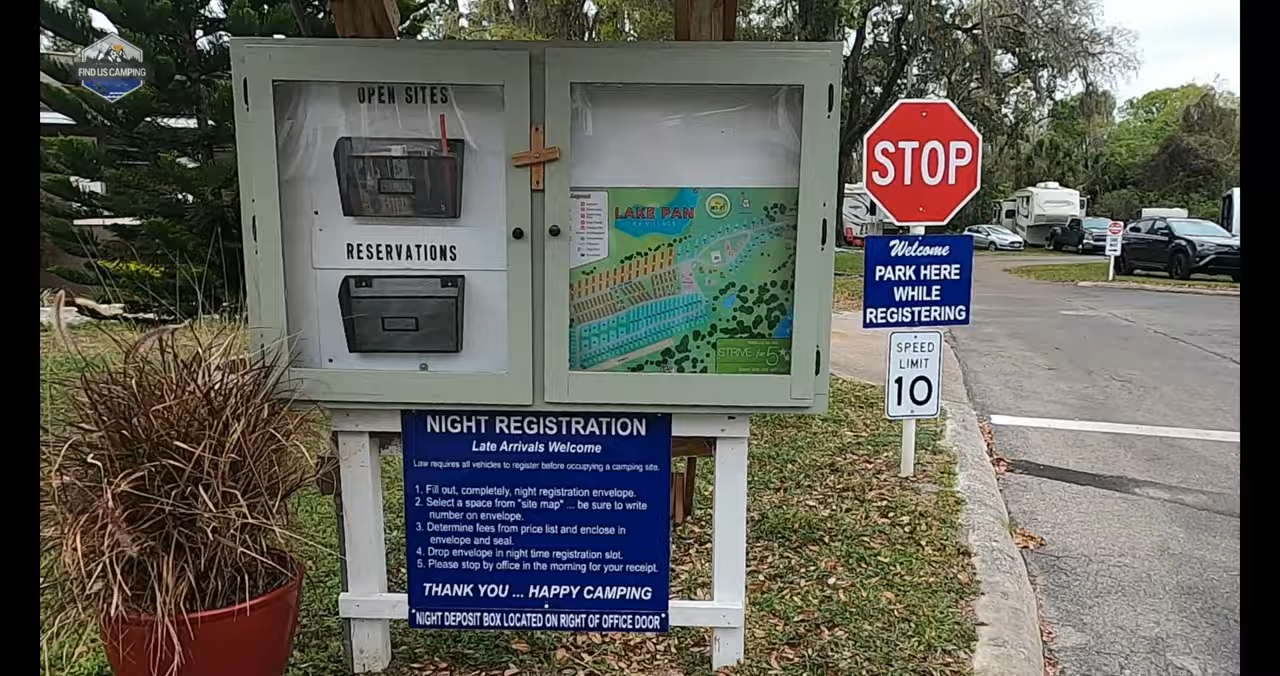 FIND US CAMPING
OPEN SITES
RESERVATIONS
LAKE PAN
RV VILLAGE
STRIVE for 5
NIGHT REGISTRATION
Late Arrivals Welcome
Law requires all vehicles to register before occupying a camping site.
1. Fill out, completely, night registration envelope.
2. Select a space from "site map" ... be sure to write
number on envelope.
3. Determine fees from price list and enclose in
envelope and seal.
4. Drop envelope in night time registration slot.
5. Please stop by office in the morning for your receipt.
THANK YOU ... HAPPY CAMPING
NIGHT DEPOSIT BOX LOCATED ON RIGHT OF OFFICE DOOR
STOP
Welcome
PARK HERE
WHILE
REGISTERING
SPEED
LIMIT
10